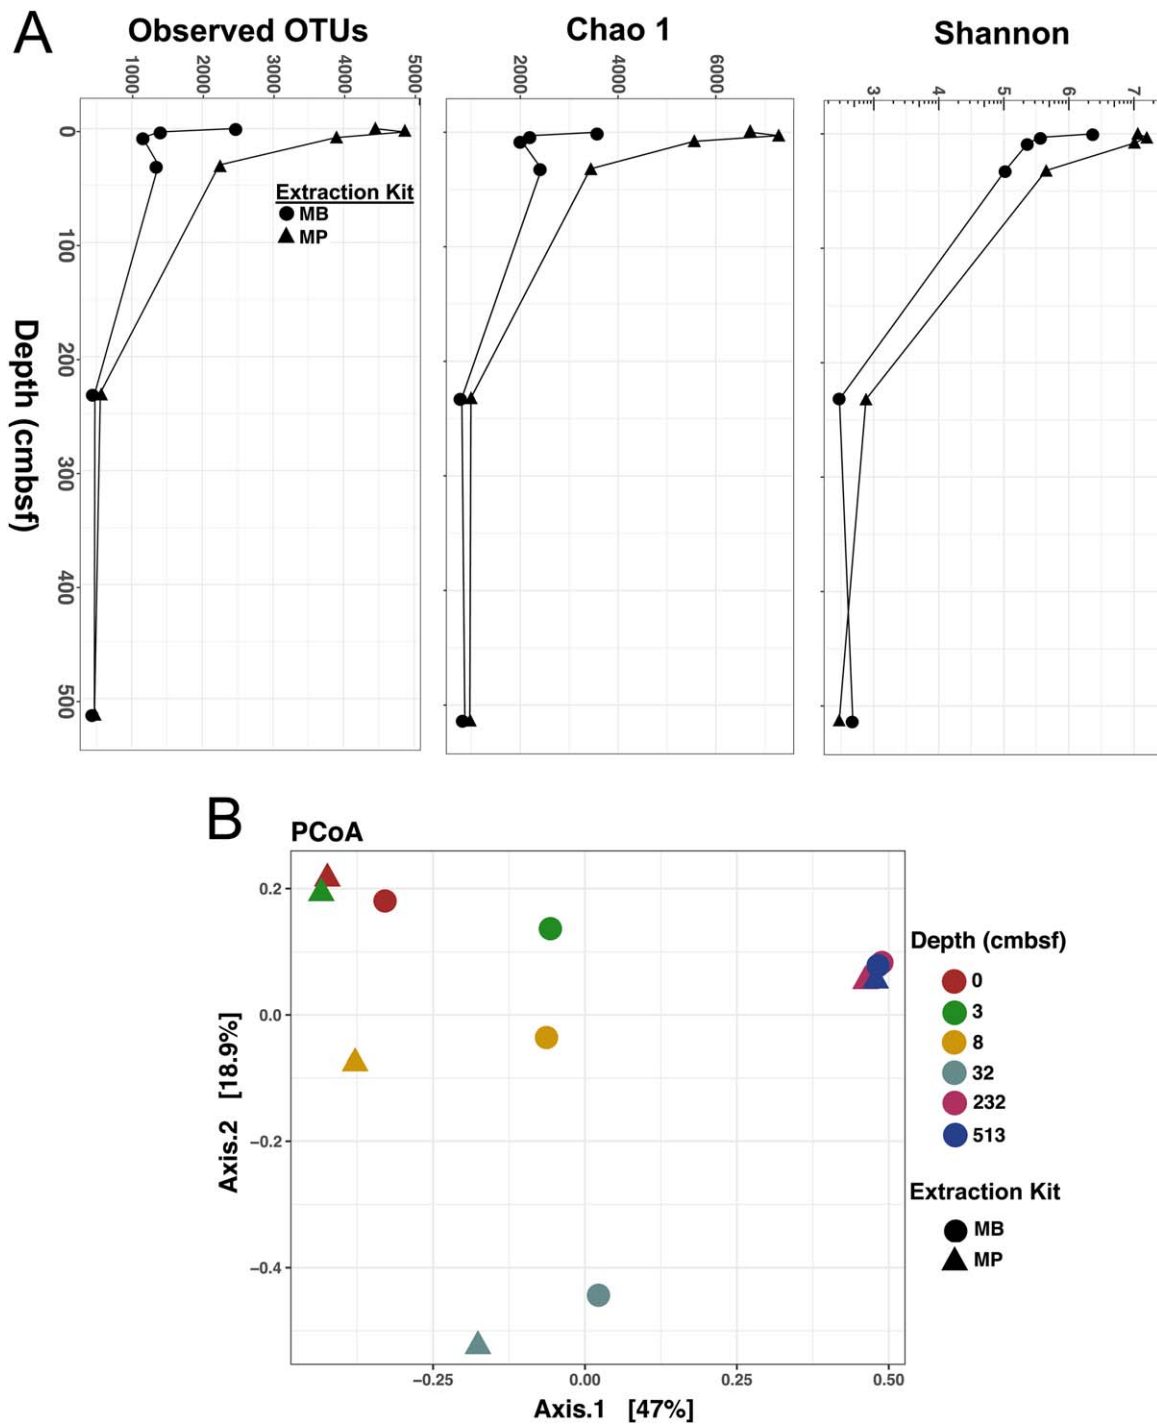 A
Observed OTUs
Chao 1
Shannon
1000 2000 3000 4000 5000
2000 4000 6000
3 4 5 6 7
Depth (cmbsf)
0
100
200
300
400
500
Extraction Kit
MB
MP
B
PCoA
Axis.2 [18.9%]
0.2
0.0
−0.2
−0.4
−0.25 0.00 0.25 0.50
Axis.1 [47%]
Depth (cmbsf)
0
3
8
32
232
513
Extraction Kit
MB
MP